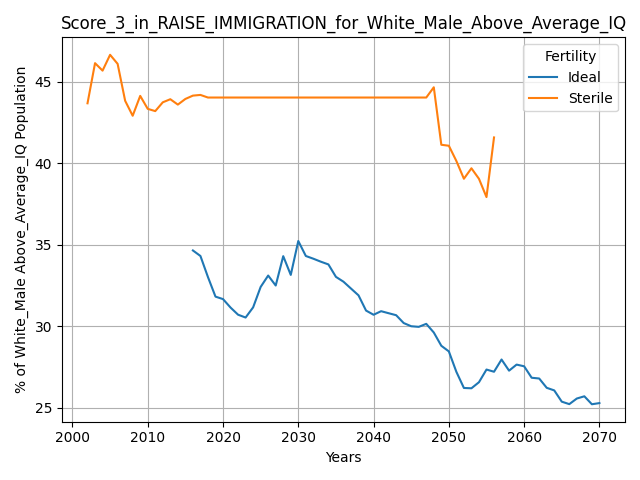 Score_3_in_RAISE_IMMIGRATION_for_White_Male_Above_Average_IQ
% of White_Male Above_Average_IQ Population
45
40
35
30
25
Fertility
Ideal
Sterile
2000 2010 2020 2030 2040 2050 2060 2070
Years